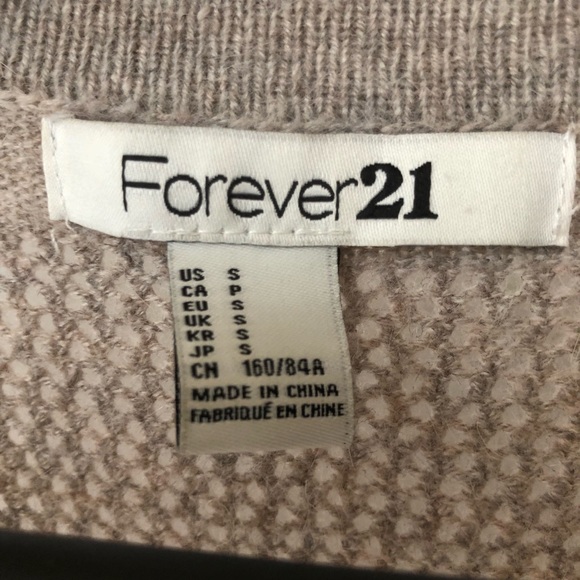 Forever21
US S
CA P
EU S
UK S
KR S
JP S
CN 160/84A
MADE IN CHINA
FABRIQUÉ EN CHINE